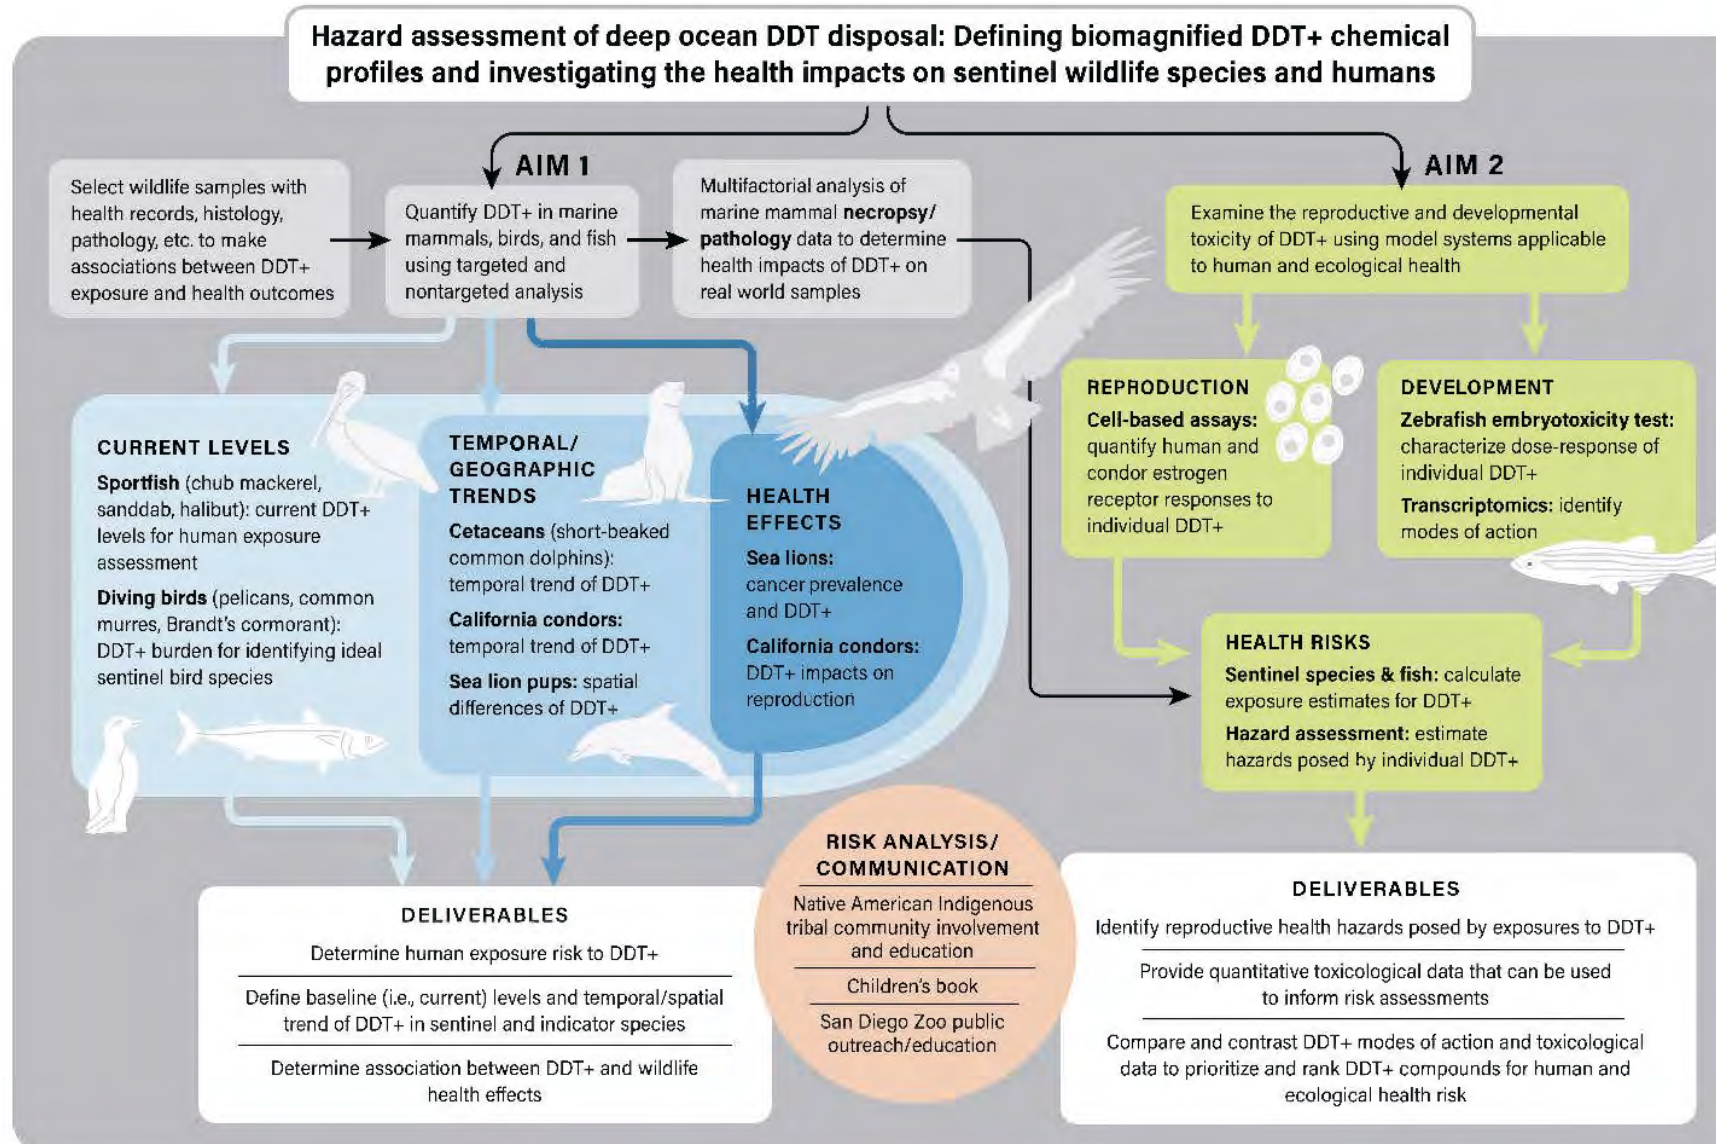 Hazard assessment of deep ocean DDT disposal: Defining biomagnified DDT+ chemical
profiles and investigating the health impacts on sentinel wildlife species and humans
AIM 1
Select wildlife samples with
health records, histology,
pathology, etc. to make
associations between DDT+
exposure and health outcomes
Quantify DDT+ in marine
mammals, birds, and fish
using targeted and
nontargeted analysis
Multifactorial analysis of
marine mammal necropsy/
pathology data to determine
health impacts of DDT+ on
real world samples
CURRENT LEVELS
Sportfish (chub mackerel,
sanddab, halibut): current DDT+
levels for human exposure
assessment
Diving birds (pelicans, common
murres, Brandt's cormorant):
DDT+ burden for identifying ideal
sentinel bird species
TEMPORAL/
GEOGRAPHIC
TRENDS
Cetaceans (short-beaked
common dolphins):
temporal trend of DDT+
California condors:
temporal trend of DDT+
Sea lion pups: spatial
differences of DDT+
HEALTH
EFFECTS
Sea lions:
cancer prevalence
and DDT+
California condors:
DDT+ impacts on
reproduction
DELIVERABLES
Determine human exposure risk to DDT+
Define baseline (i.e., current) levels and temporal/spatial
trend of DDT+ in sentinel and indicator species
Determine association between DDT+ and wildlife
health effects
RISK ANALYSIS/
COMMUNICATION
Native American Indigenous
tribal community involvement
and education
Children's book
San Diego Zoo public
outreach/education
AIM 2
Examine the reproductive and developmental
toxicity of DDT+ using model systems applicable
to human and ecological health
REPRODUCTION
Cell-based assays:
quantify human and
condor estrogen
receptor responses to
individual DDT+
DEVELOPMENT
Zebrafish embryotoxicity test:
characterize dose-response of
individual DDT+
Transcriptomics: identify
modes of action
HEALTH RISKS
Sentinel species & fish: calculate
exposure estimates for DDT+
Hazard assessment: estimate
hazards posed by individual DDT+
DELIVERABLES
Identify reproductive health hazards posed by exposures to DDT+
Provide quantitative toxicological data that can be used
to inform risk assessments
Compare and contrast DDT+ modes of action and toxicological
data to prioritize and rank DDT+ compounds for human and
ecological health risk